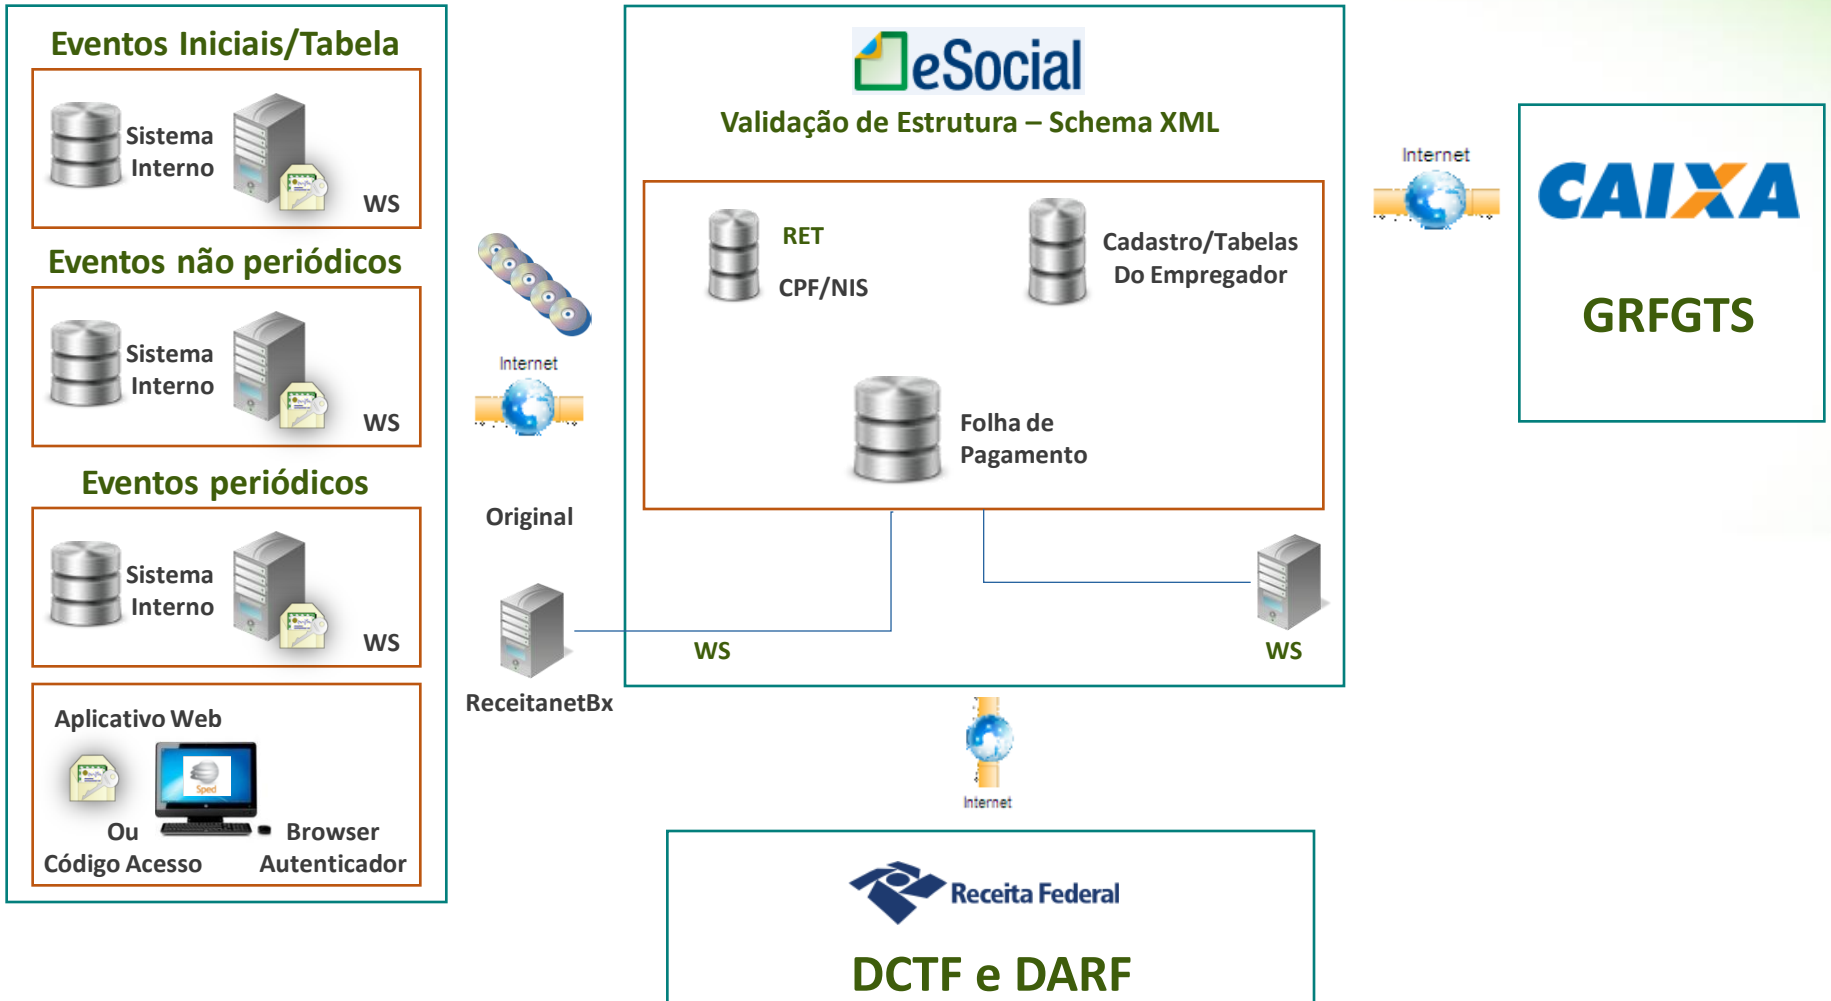 Eventos Iniciais/Tabela
Sistema
Interno
WS
Eventos não periódicos
Sistema
Interno
WS
Eventos periódicos
Sistema
Interno
WS
Aplicativo Web
Sped
Ou
Código Acesso
Browser
Autenticador
Internet
Original
ReceitanetBx
eSocial
Validação de Estrutura – Schema XML
RET
CPF/NIS
Cadastro/Tabelas
Do Empregador
Folha de
Pagamento
WS
WS
Internet
CAIXA
GRFGTS
Internet
Receita Federal
DCTF e DARF